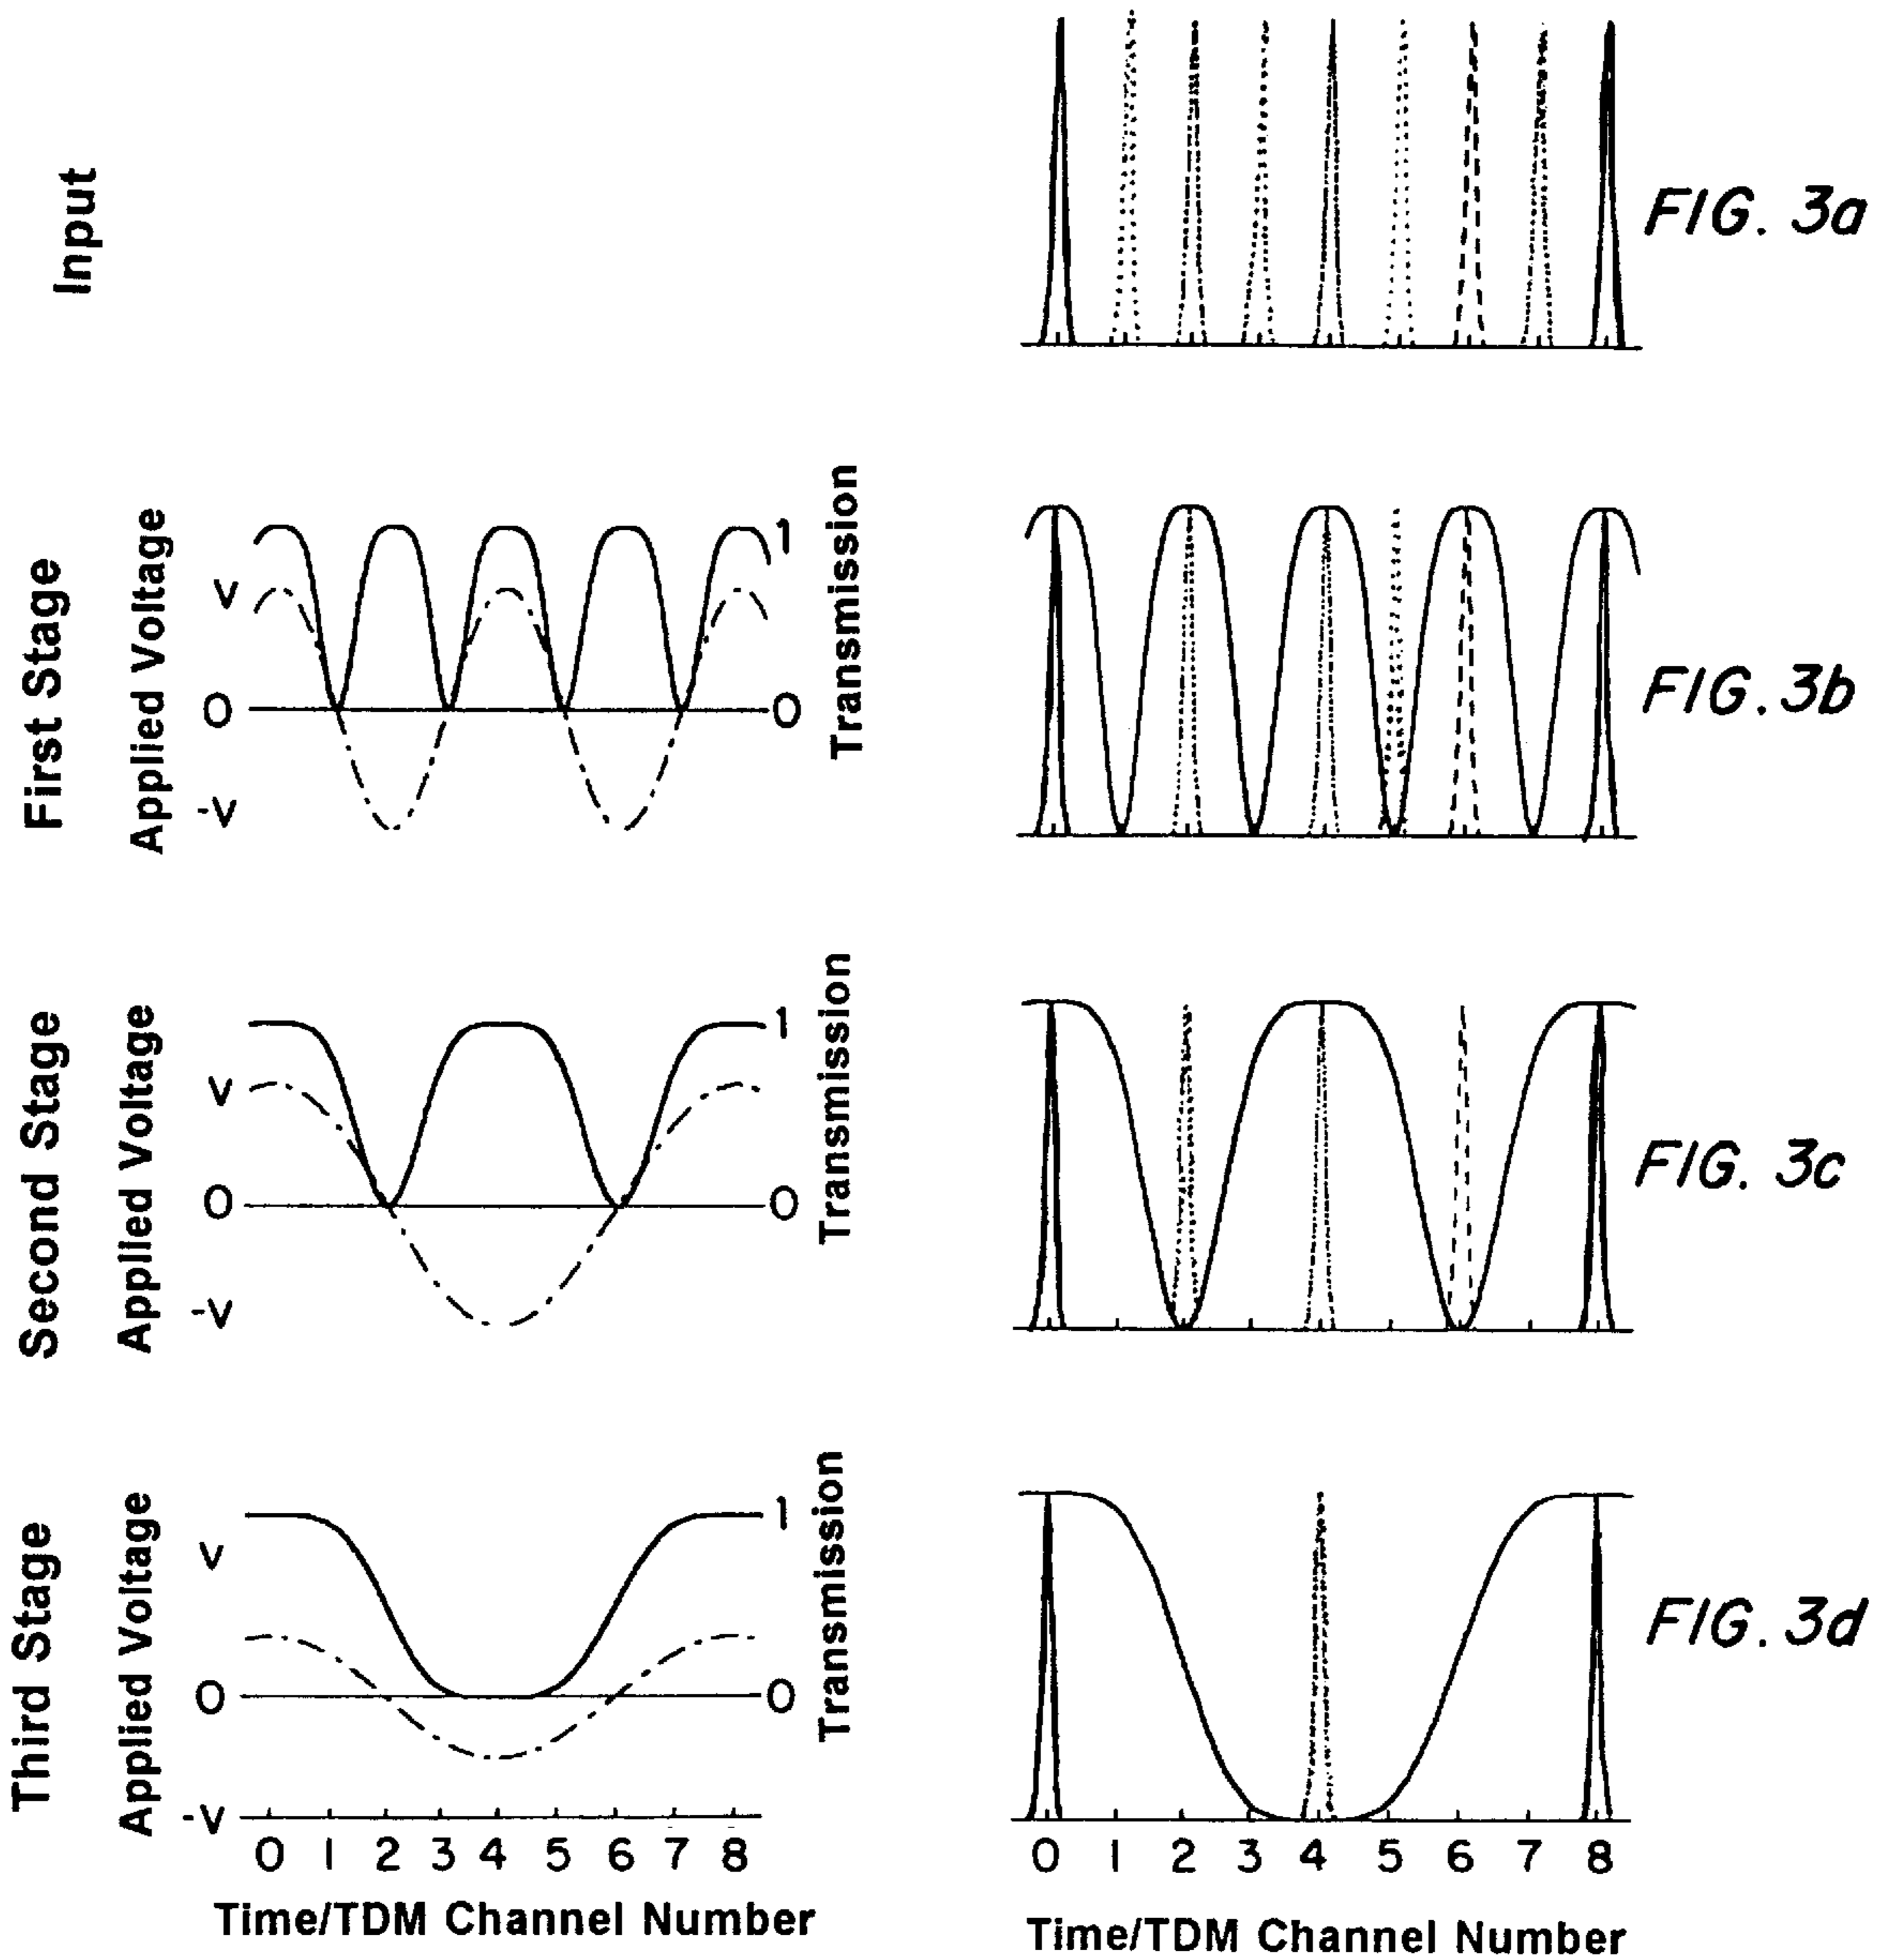 Input
FIG. 3a
First Stage
Applied Voltage
V
0
-V
1
0
Transmission
FIG. 3b
Second Stage
Applied Voltage
V
0
-V
1
0
Transmission
FIG. 3c
Third Stage
Applied Voltage
V
0
-V
1
0
Transmission
FIG. 3d
0 1 2 3 4 5 6 7 8
Time/TDM Channel Number
0 1 2 3 4 5 6 7 8
Time/TDM Channel Number